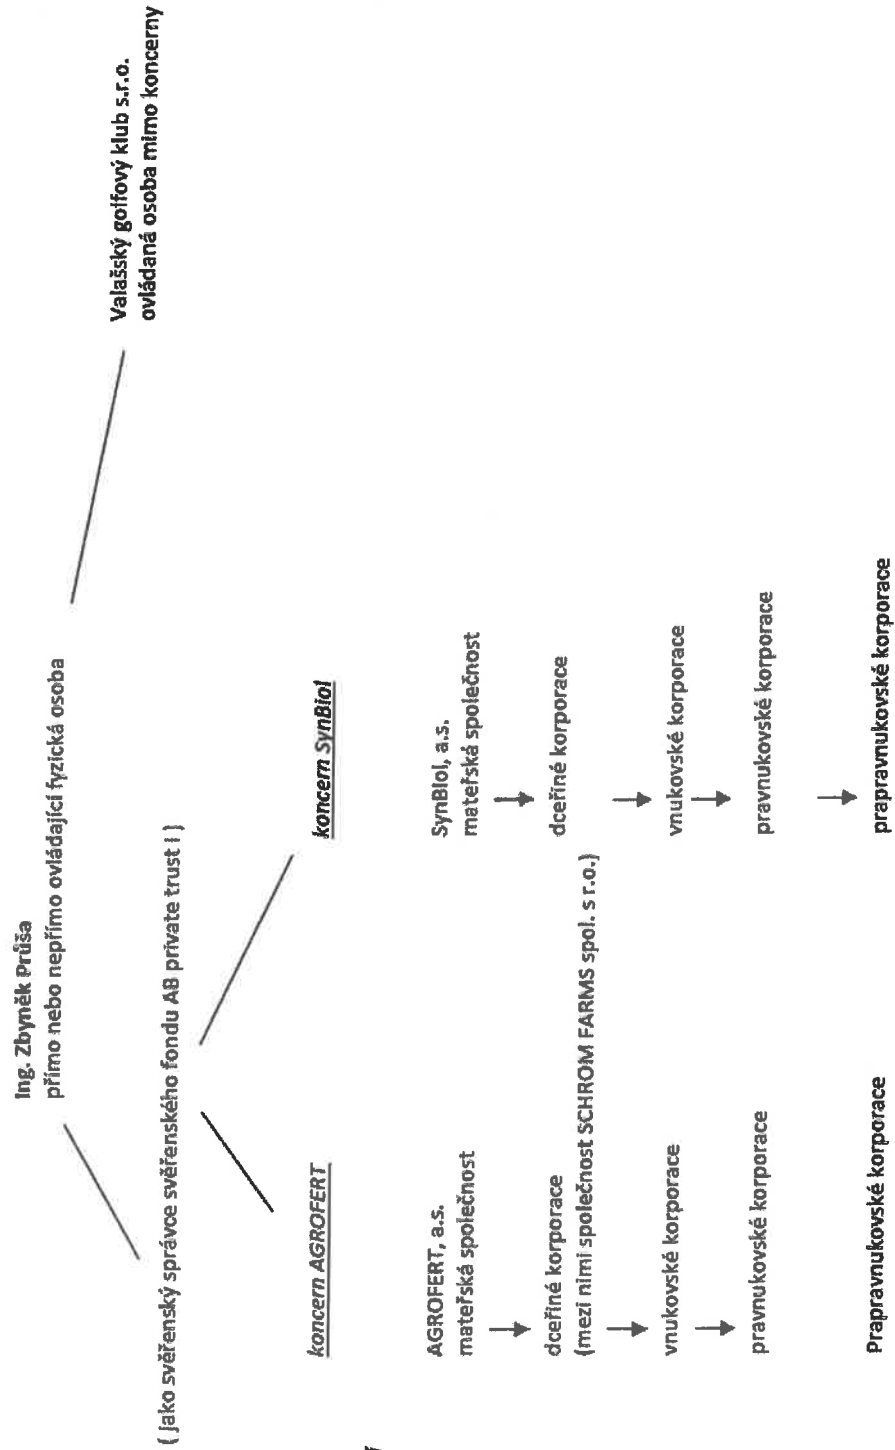 Ing. Zbyněk Průša
přímo nebo nepřímo ovládající fyzická osoba
Valašský golfový klub s.r.o.
ovládaná osoba mimo koncerny
( jako svěřenský správce svěřenského fondu AB private trust I )
koncern AGROFERT
koncern SynBiol
AGROFERT, a.s.
mateřská společnost
dceřiné korporace
(mezi nimi společnost SCHROM FARMS spol. s r.o.)
vnukovské korporace
pravnukovské korporace
Prapravnukovské korporace
SynBiol, a.s.
mateřská společnost
dceřiné korporace
vnukovské korporace
pravnukovské korporace
prapravnukovské korporace